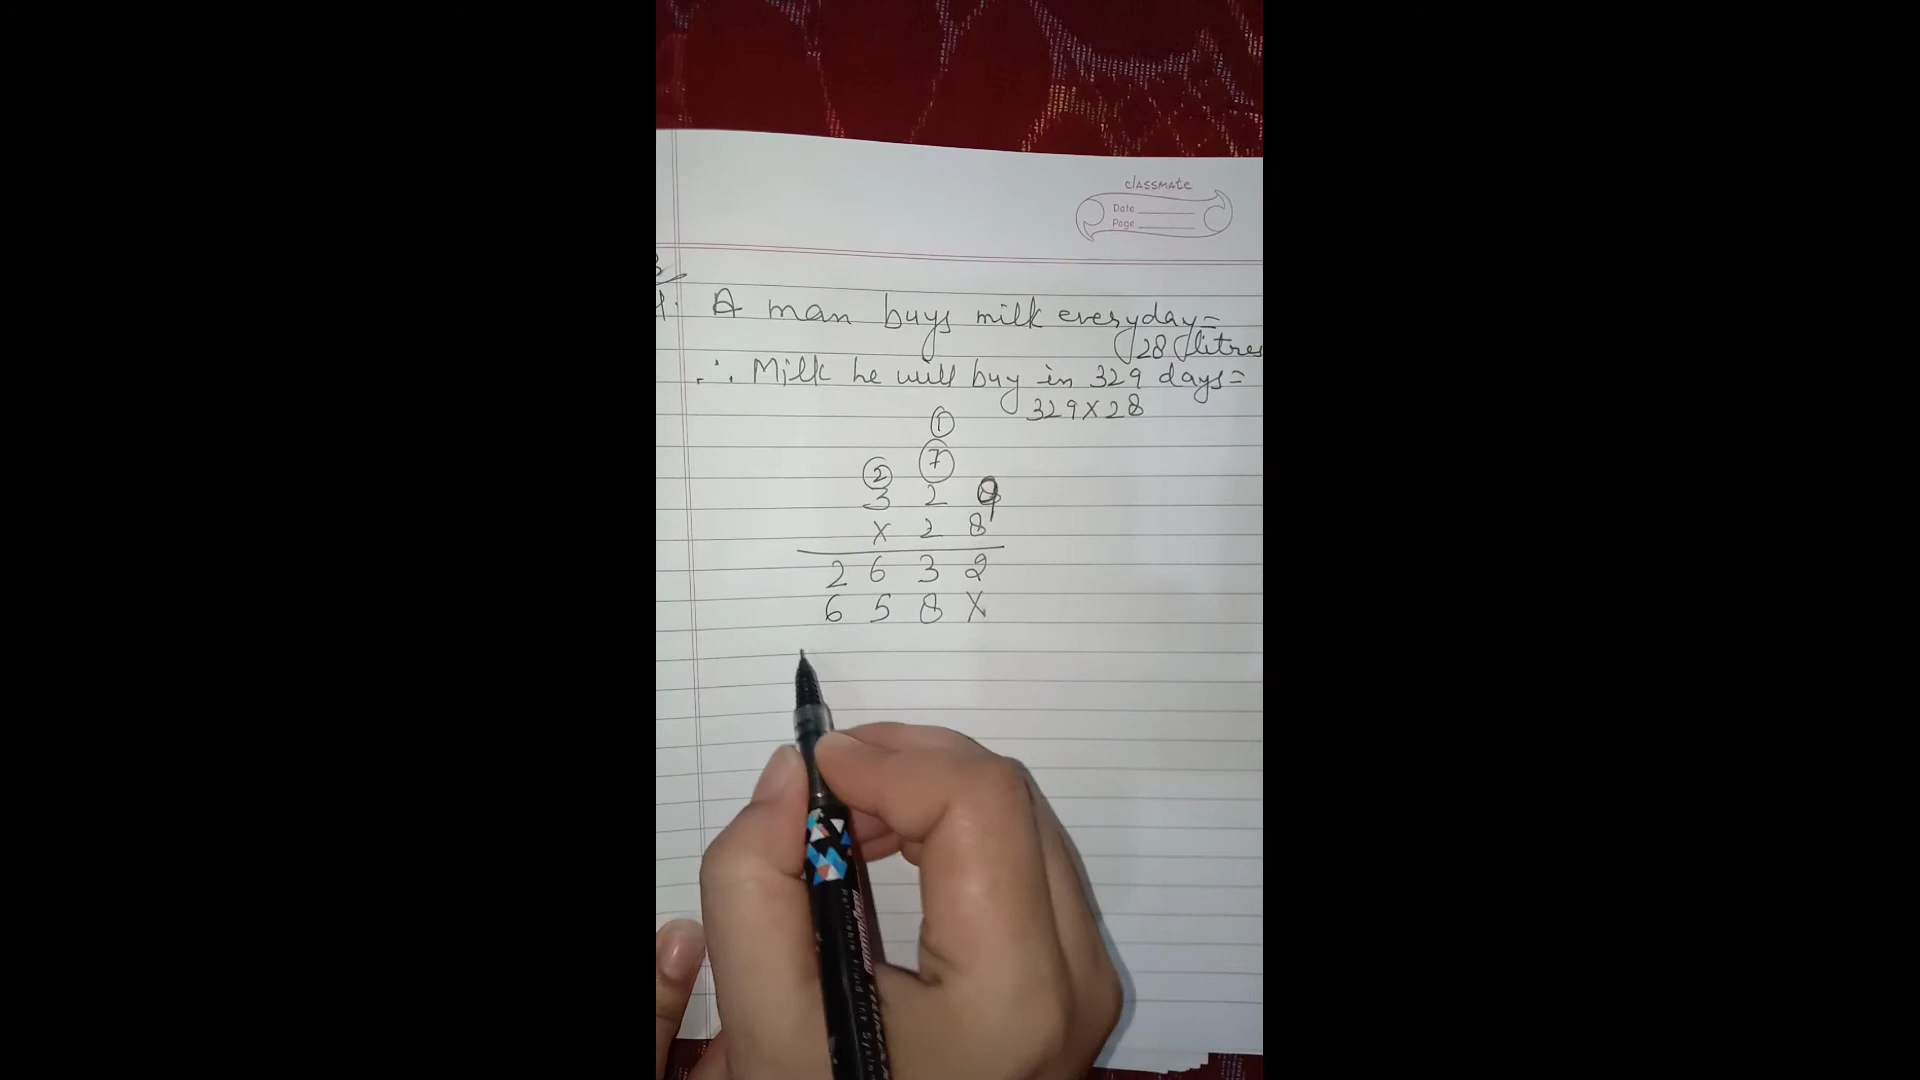 classmate
Date
Page
A man buys milk everyday=
28 litres
∴ Milk he will buy in 329 days=
329×28
1
7
2
3 2 9
× 2 8
2 6 3 2
6 5 8 X